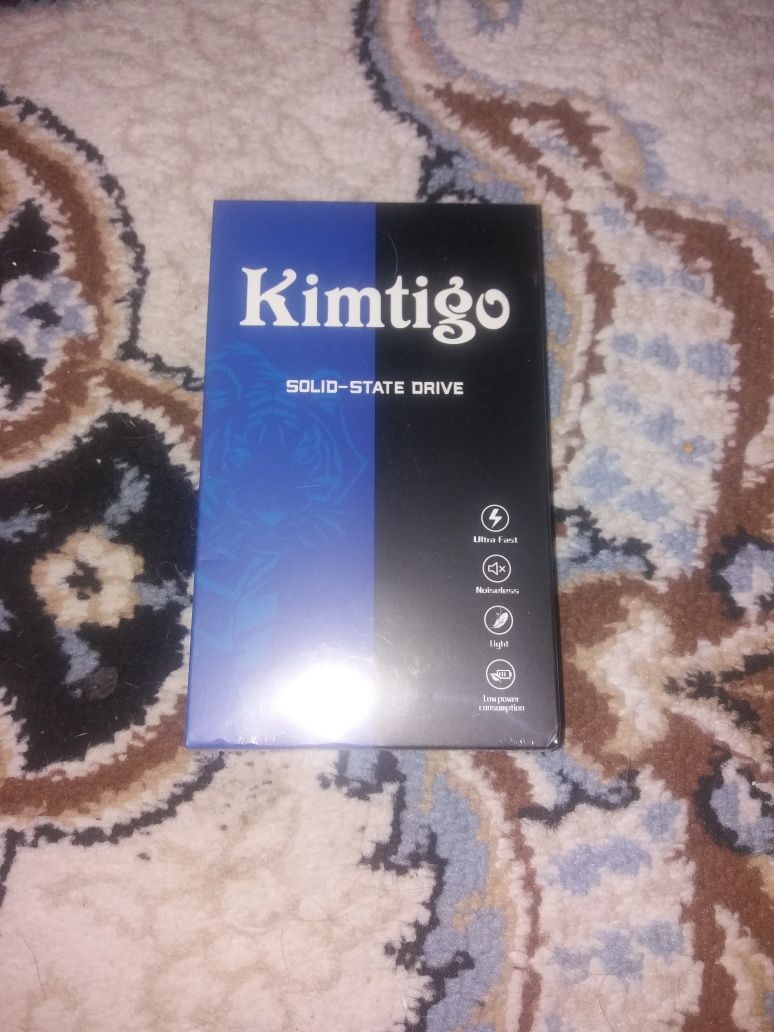 Kimtigo
SOLID-STATE DRIVE
Ultra Fast
Noiseless
Light
Low power
consumption